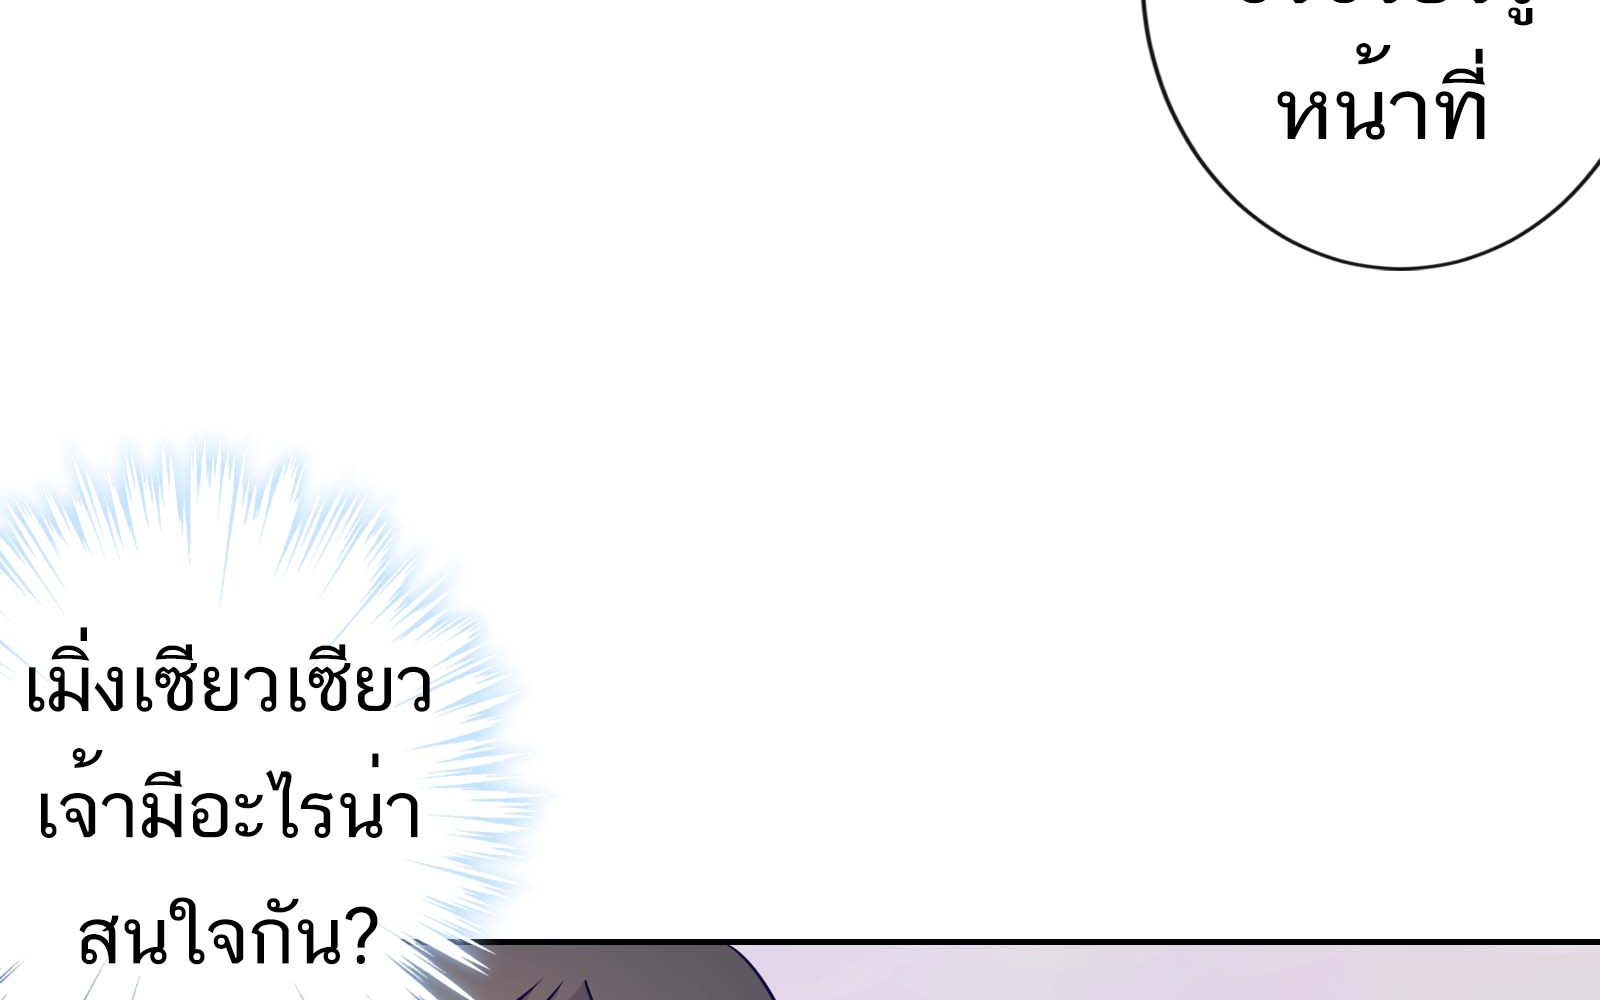 หน้าที่
เมิ่งเซียวเซียว
เจ้ามีอะไรน่า
สนใจกัน?